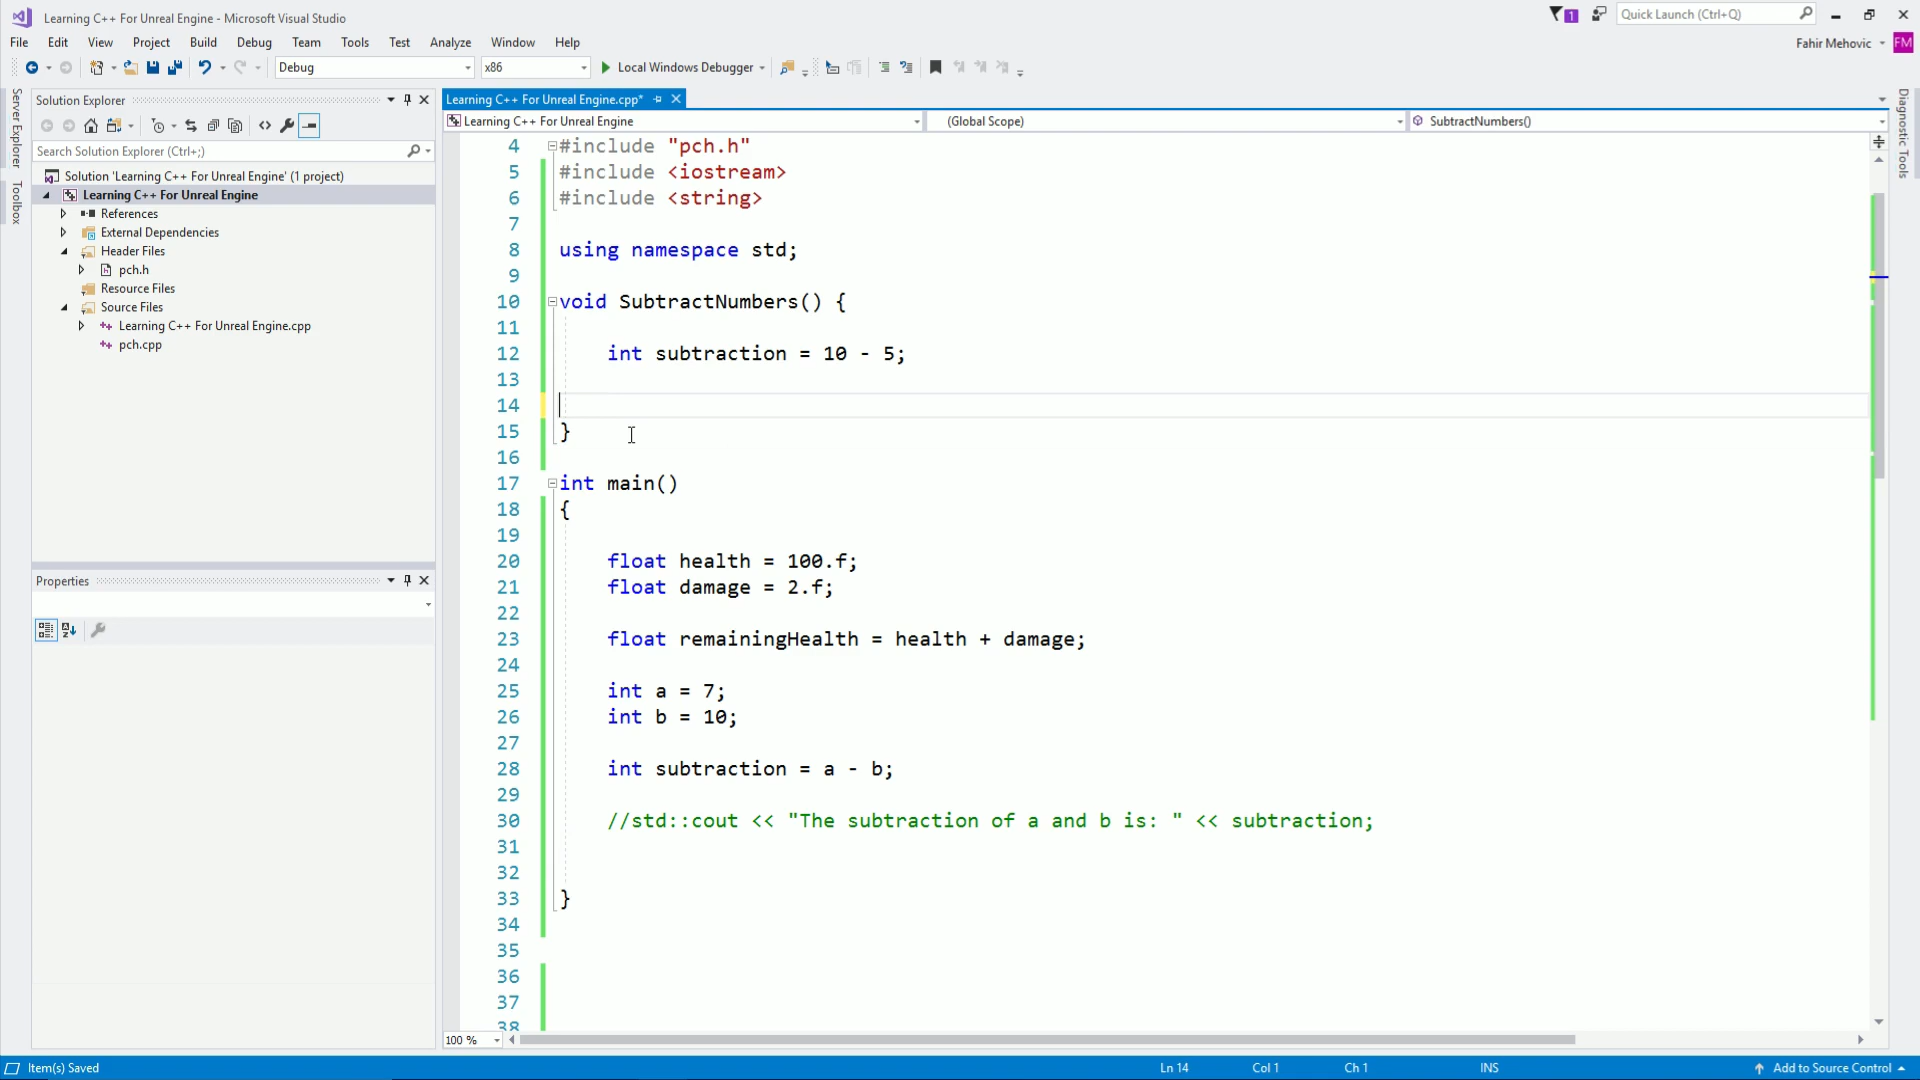 Learning C++ For Unreal Engine - Microsoft Visual Studio
1
Quick Launch (Ctrl+Q)
File Edit View Project Build Debug Team Tools Test Analyze Window Help
Fahir Mehovic
FM
Debug
x86
Local Windows Debugger
Server Explorer
Toolbox
Solution Explorer
Search Solution Explorer (Ctrl+;)
Solution 'Learning C++ For Unreal Engine' (1 project)
Learning C++ For Unreal Engine
References
External Dependencies
Header Files
pch.h
Resource Files
Source Files
Learning C++ For Unreal Engine.cpp
pch.cpp
Properties
Learning C++ For Unreal Engine.cpp*
Learning C++ For Unreal Engine
(Global Scope)
SubtractNumbers()
Diagnostic Tools
4 #include "pch.h"
5 #include <iostream>
6 #include <string>
7
8 using namespace std;
9
10 void SubtractNumbers() {
11
12 int subtraction = 10 - 5;
13
14
15 }
16
17 int main()
18 {
19
20 float health = 100.f;
21 float damage = 2.f;
22
23 float remainingHealth = health + damage;
24
25 int a = 7;
26 int b = 10;
27
28 int subtraction = a - b;
29
30 //std::cout << "The subtraction of a and b is: " << subtraction;
31
32
33 }
34
35
36
37
38
100 %
Item(s) Saved
Ln 14
Col 1
Ch 1
INS
Add to Source Control